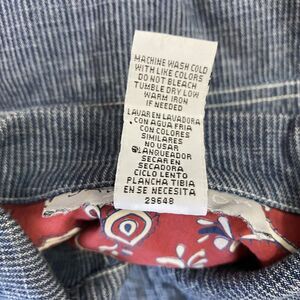 MACHINE WASH COLD
WITH LIKE COLORS
DO NOT BLEACH
TUMBLE DRY LOW
WARM IRON
IF NEEDED
LAVAR EN LAVADORA
CON AGUA FRIA
CON COLORES
SIMILARES
NO USAR
BLANQUEADOR
SECAR EN
SECADORA
CICLO LENTO
PLANCHA TIBIA
EN SE NECESITA
29648